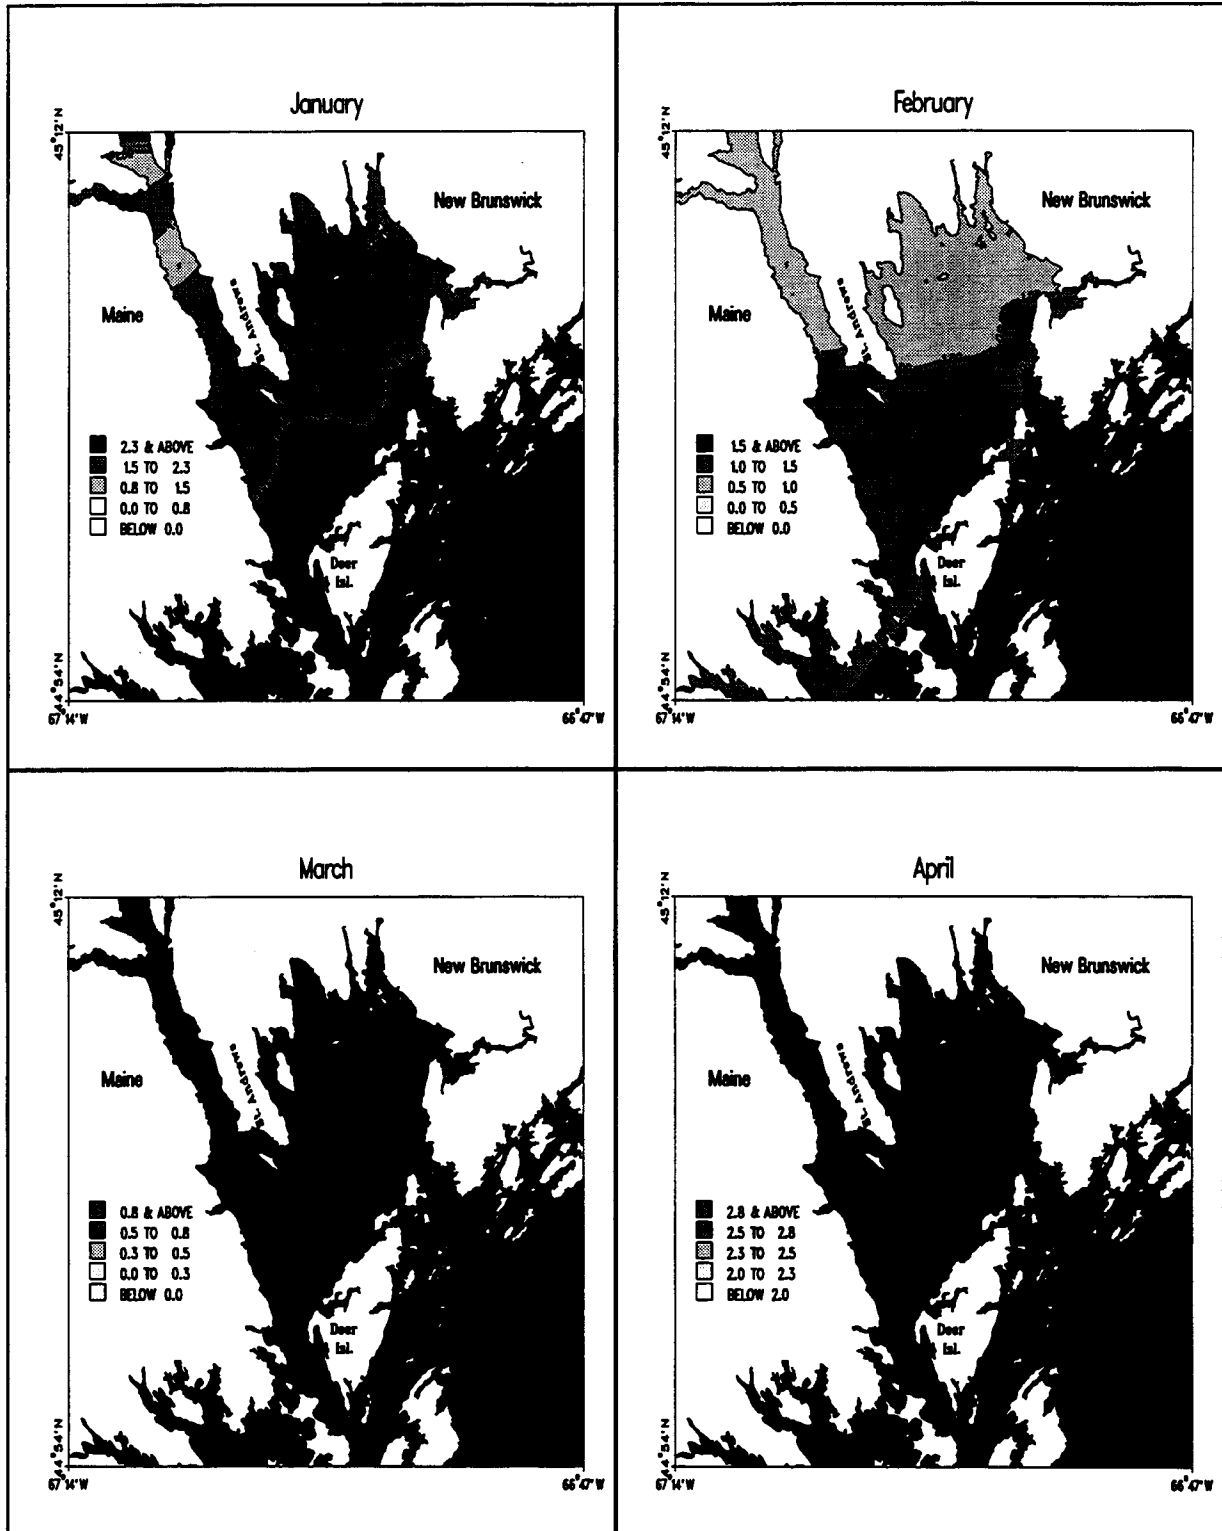 January
45°12'N
New Brunswick
Maine
St. Andrews
2.3 & ABOVE
1.5 TO 2.3
0.8 TO 1.5
0.0 TO 0.8
BELOW 0.0
Deer
Isl.
44°54'N
67°14'W
66°47'W
February
45°12'N
New Brunswick
Maine
St. Andrews
1.5 & ABOVE
1.0 TO 1.5
0.5 TO 1.0
0.0 TO 0.5
BELOW 0.0
Deer
Isl.
44°54'N
67°14'W
66°47'W
March
45°12'N
New Brunswick
Maine
St. Andrews
0.8 & ABOVE
0.5 TO 0.8
0.3 TO 0.5
0.0 TO 0.3
BELOW 0.0
Deer
Isl.
44°54'N
67°14'W
66°47'W
April
45°12'N
New Brunswick
Maine
St. Andrews
2.8 & ABOVE
2.5 TO 2.8
2.3 TO 2.5
2.0 TO 2.3
BELOW 2.0
Deer
Isl.
44°54'N
67°14'W
66°47'W